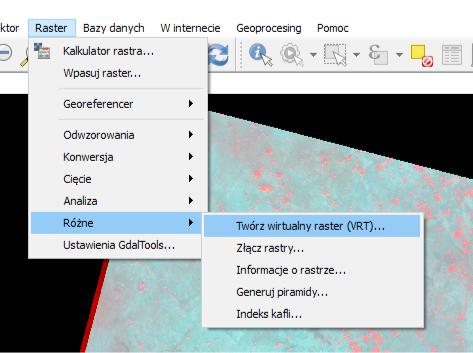 ktor Raster Bazy danych W internecie Geoprocesing Pomoc
Kalkulator rastra...
Wpasuj raster...
Georeferencer
Odwzorowania
Konwersja
Cięcie
Analiza
Różne
Ustawienia GdalTools...
Twórz wirtualny raster (VRT)...
Złącz rastry...
Informacje o rastrze...
Generuj piramidy...
Indeks kafli...